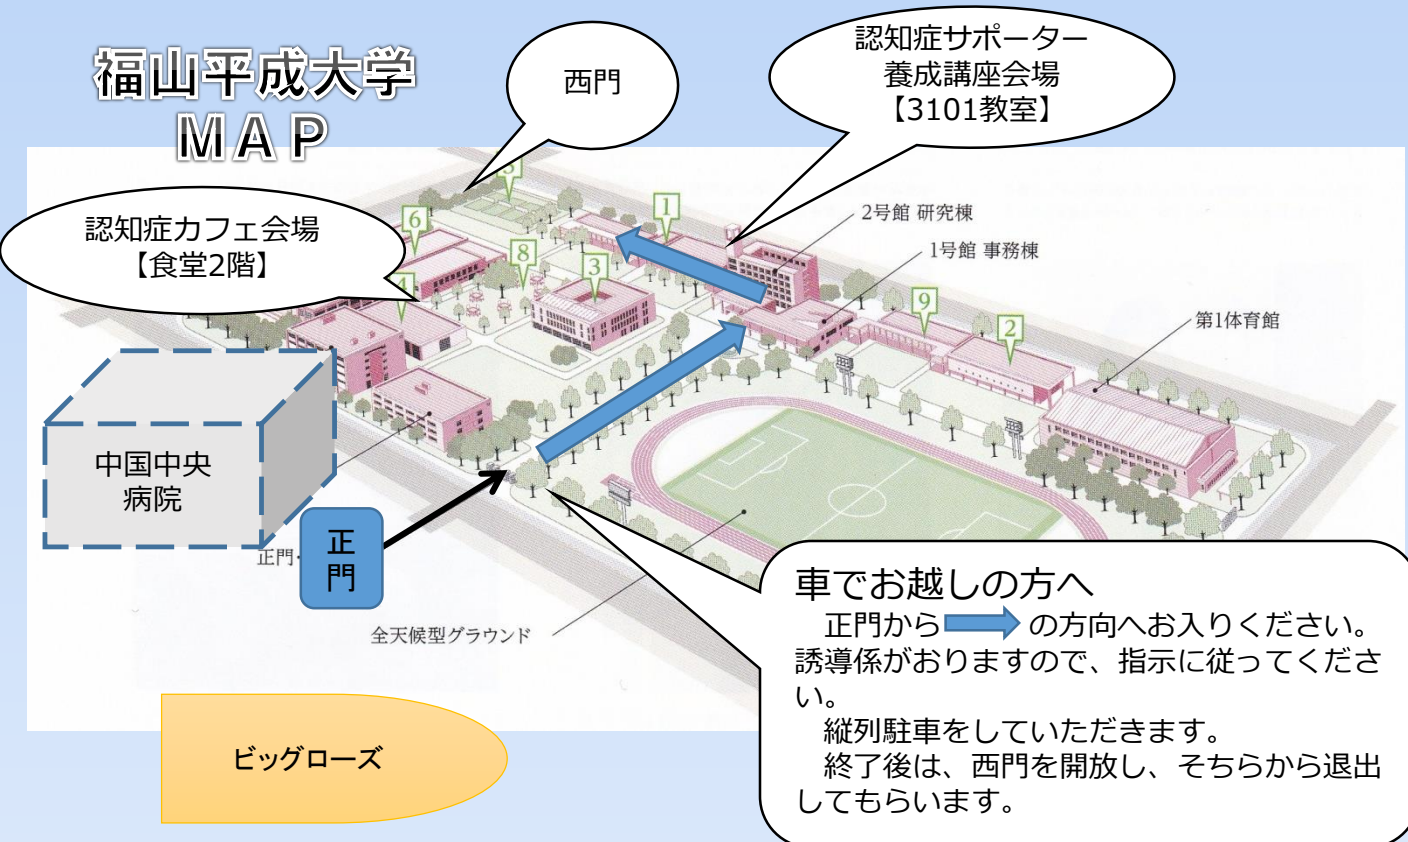 福山平成大学
ＭＡＰ
西門
認知症サポーター
養成講座会場
【3101教室】
認知症カフェ会場
【食堂2階】
5
6
1
8
3
4
9
2
2号館 研究棟
1号館 事務棟
第1体育館
中国中央
病院
正門・
正
門
全天候型グラウンド
ビッグローズ
車でお越しの方へ
正門から の方向へお入りください。
誘導係がおりますので、指示に従ってくださ
い。
縦列駐車をしていただきます。
終了後は、西門を開放し、そちらから退出
してもらいます。